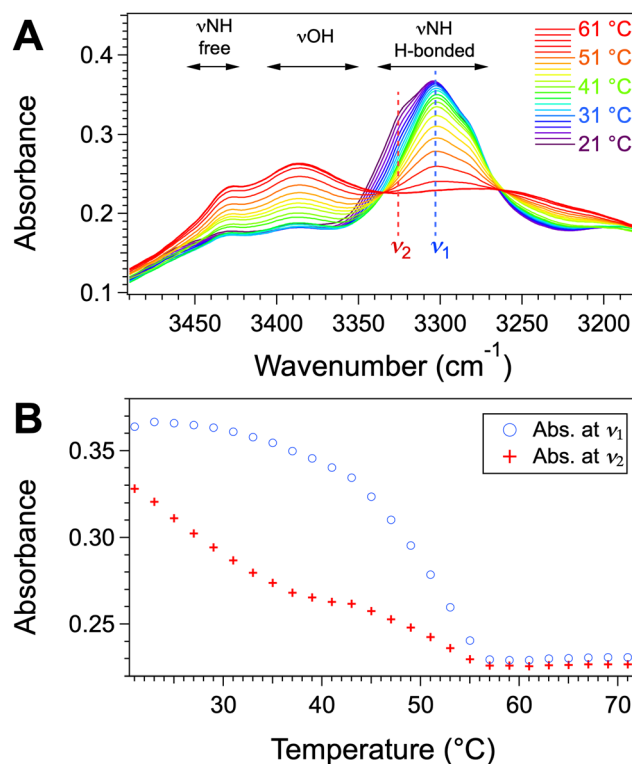 A
νNH
free
νOH
νNH
H-bonded
61 °C
51 °C
41 °C
31 °C
21 °C
0.4
0.3
0.2
0.1
Absorbance
ν2
ν1
3450
3400
3350
3300
3250
3200
Wavenumber (cm-1)
B
Abs. at ν1
Abs. at ν2
0.35
0.30
0.25
Absorbance
30
40
50
60
70
Temperature (°C)